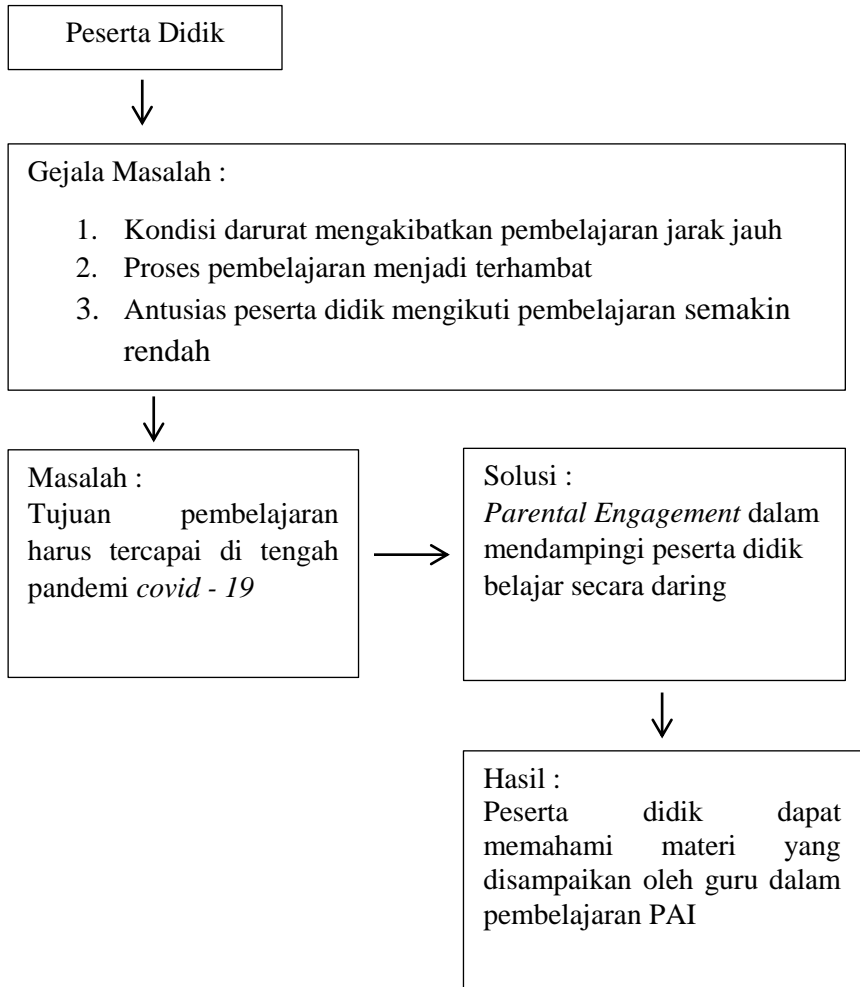 Peserta Didik
Gejala Masalah :
1. Kondisi darurat mengakibatkan pembelajaran jarak jauh
2. Proses pembelajaran menjadi terhambat
3. Antusias peserta didik mengikuti pembelajaran semakin
rendah
Masalah :
Tujuan pembelajaran
harus tercapai di tengah
pandemi covid - 19
Solusi :
Parental Engagement dalam
mendampingi peserta didik
belajar secara daring
Hasil :
Peserta didik dapat
memahami materi yang
disampaikan oleh guru dalam
pembelajaran PAI